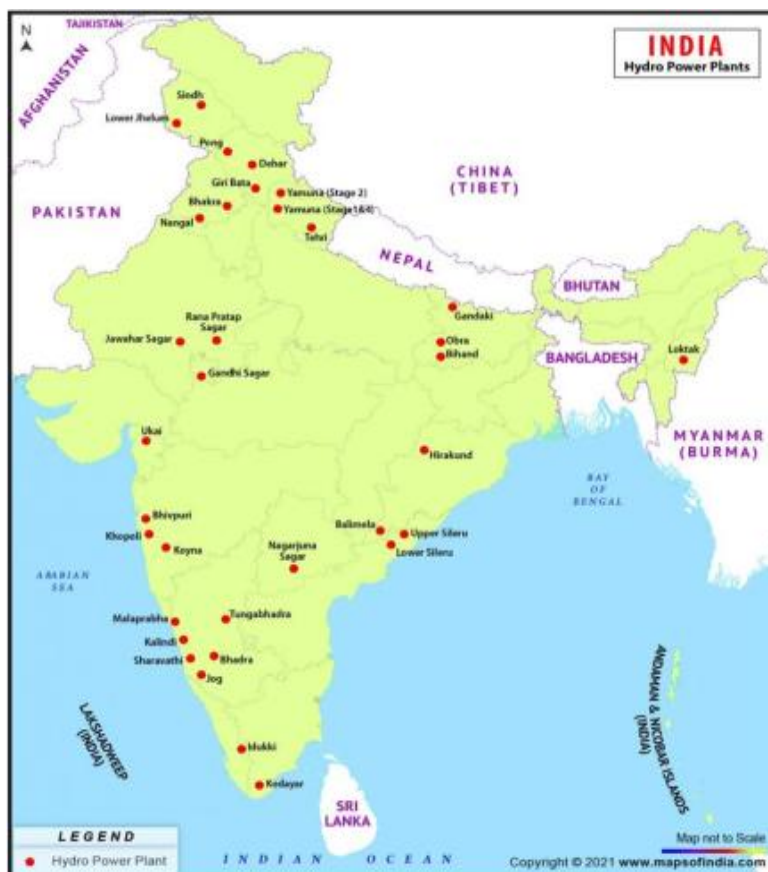 N
TAJIKISTAN
AFGHANISTAN
INDIA
Hydro Power Plants
Sindh
Lower Jhelum
Pong
Dehar
Giri Bata
Yamuna (Stage 2)
Bhakra
Yamuna (Stage1&4)
Nangal
Talvi
CHINA
(TIBET)
PAKISTAN
NEPAL
BHUTAN
Gandaki
Rana Pratap
Sagar
Jawahar Sagar
Obra
Bihand
BANGLADESH
Loktak
Gandhi Sagar
Ukai
MYANMAR
(BURMA)
Hirakund
BAY
OF
BENGAL
Bhivpuri
Khopoli
Koyna
Balimela
Upper Sileru
Lower Sileru
Nagarjuna
Sagar
ARABIAN
SEA
Malaprabha
Tungabhadra
Kalindi
Sharavathi
Bhadra
Jog
LAKSHADWEEP
(INDIA)
ANDAMAN & NICOBAR ISLANDS
(INDIA)
Idukki
Kodayar
SRI
LANKA
LEGEND
Hydro Power Plant
INDIAN OCEAN
Map not to Scale
Copyright © 2021 www.mapsofindia.com